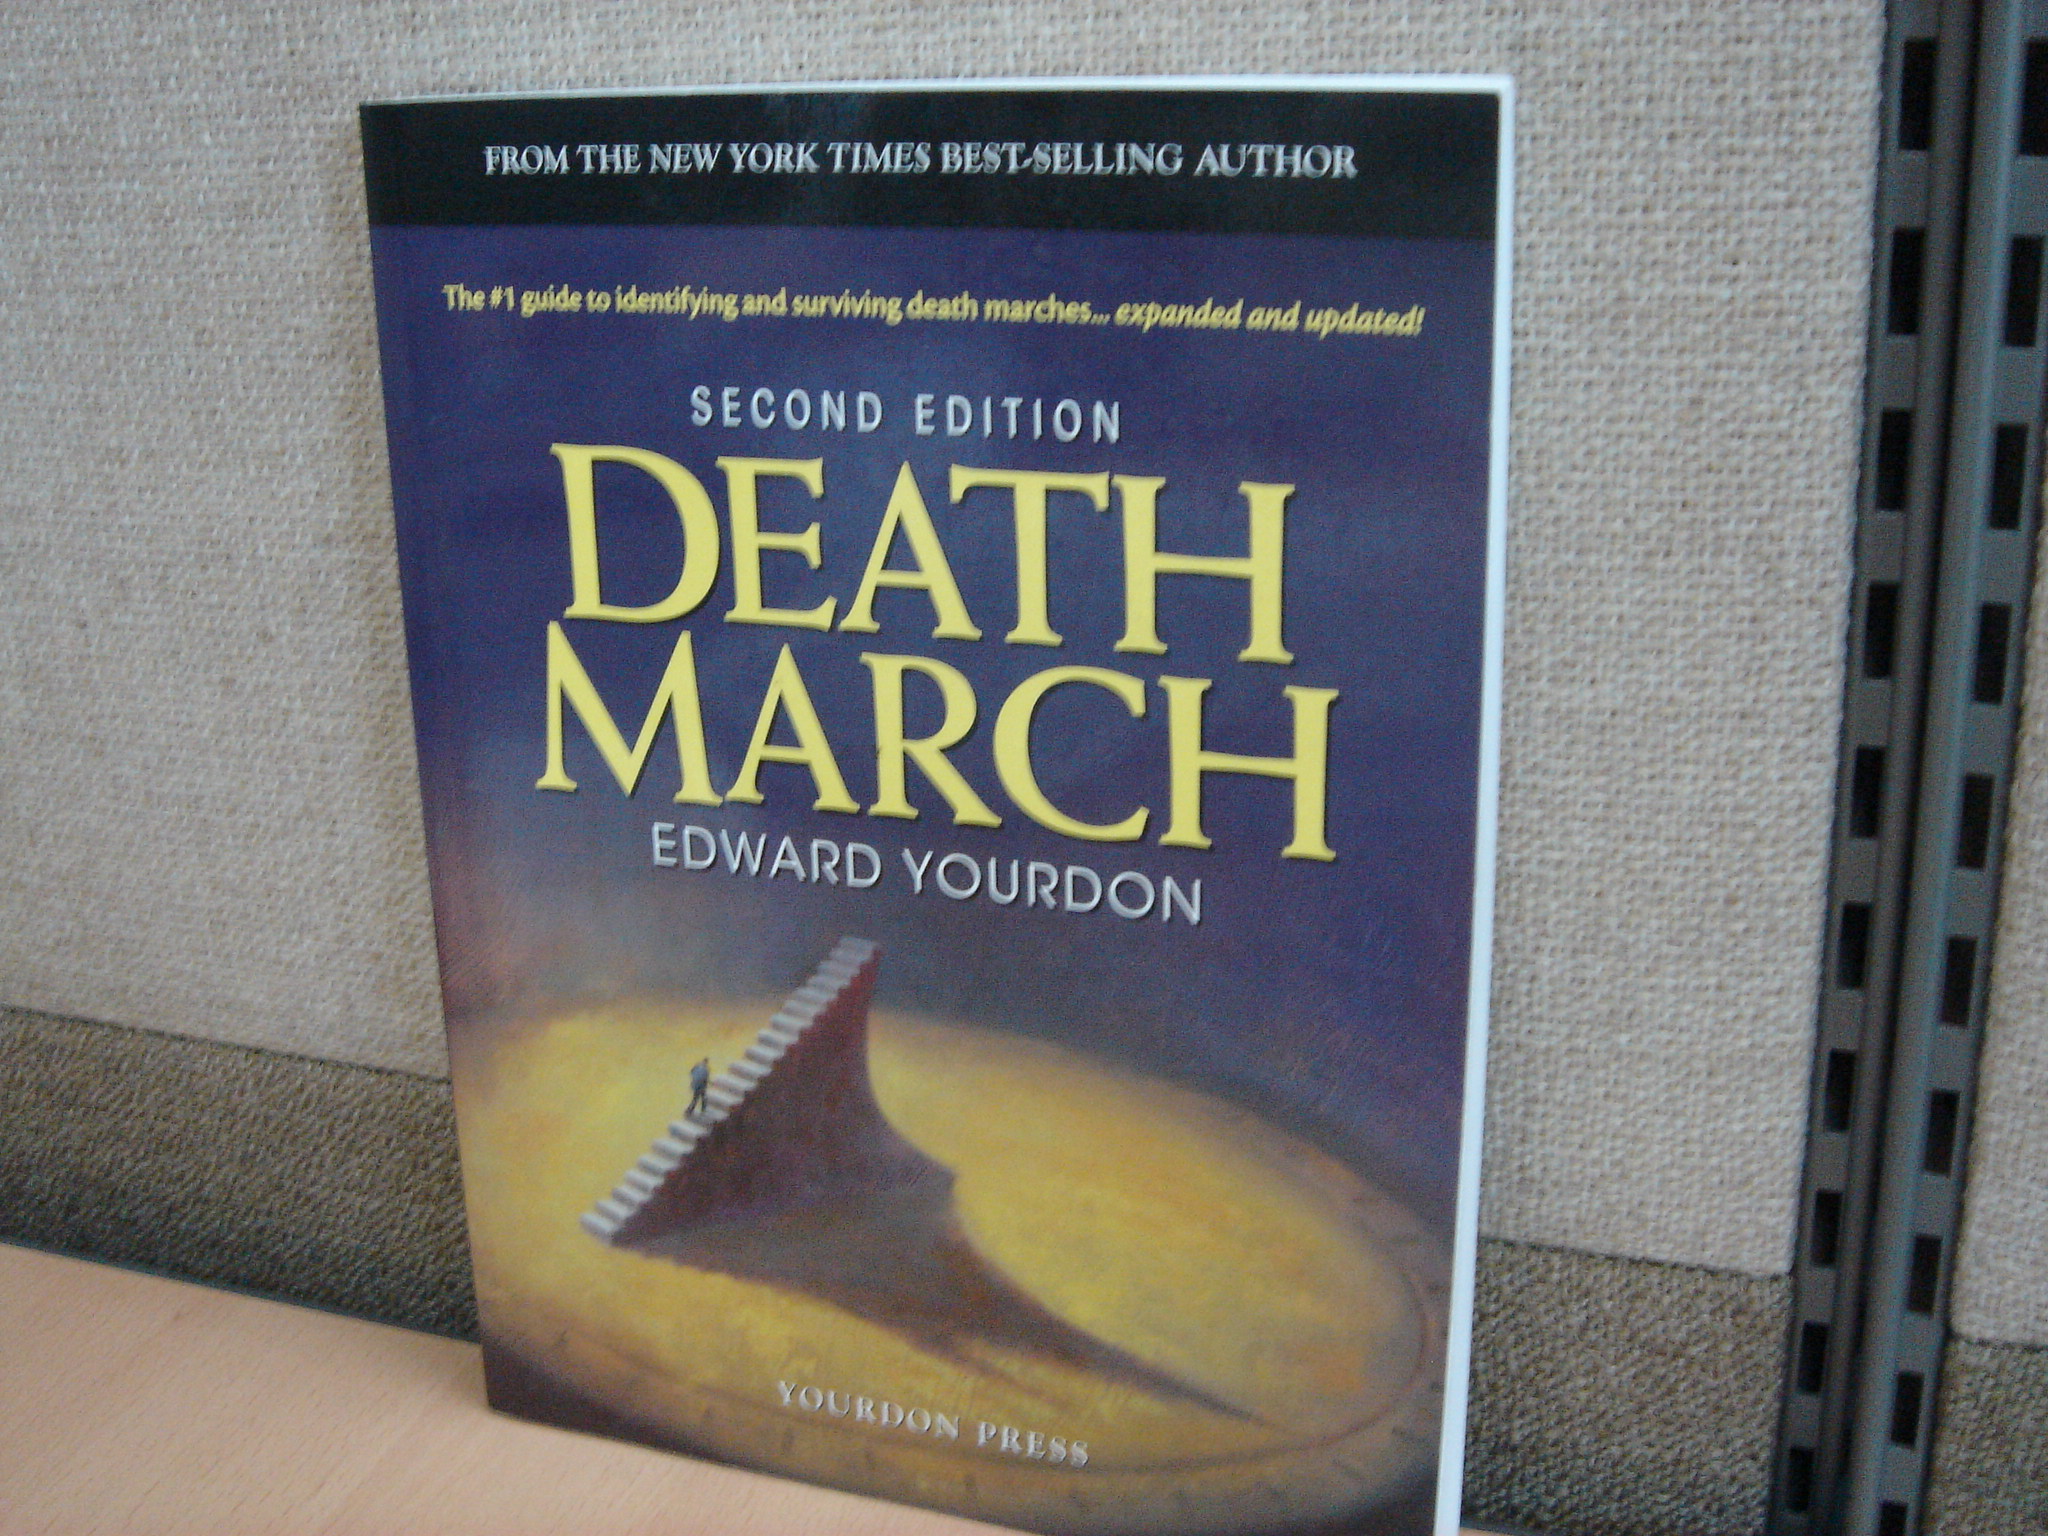 FROM THE NEW YORK TIMES BEST-SELLING AUTHOR
The #1 guide to identifying and surviving death marches... expanded and updated!
SECOND EDITION
DEATH
MARCH
EDWARD YOURDON
YOURDON PRESS